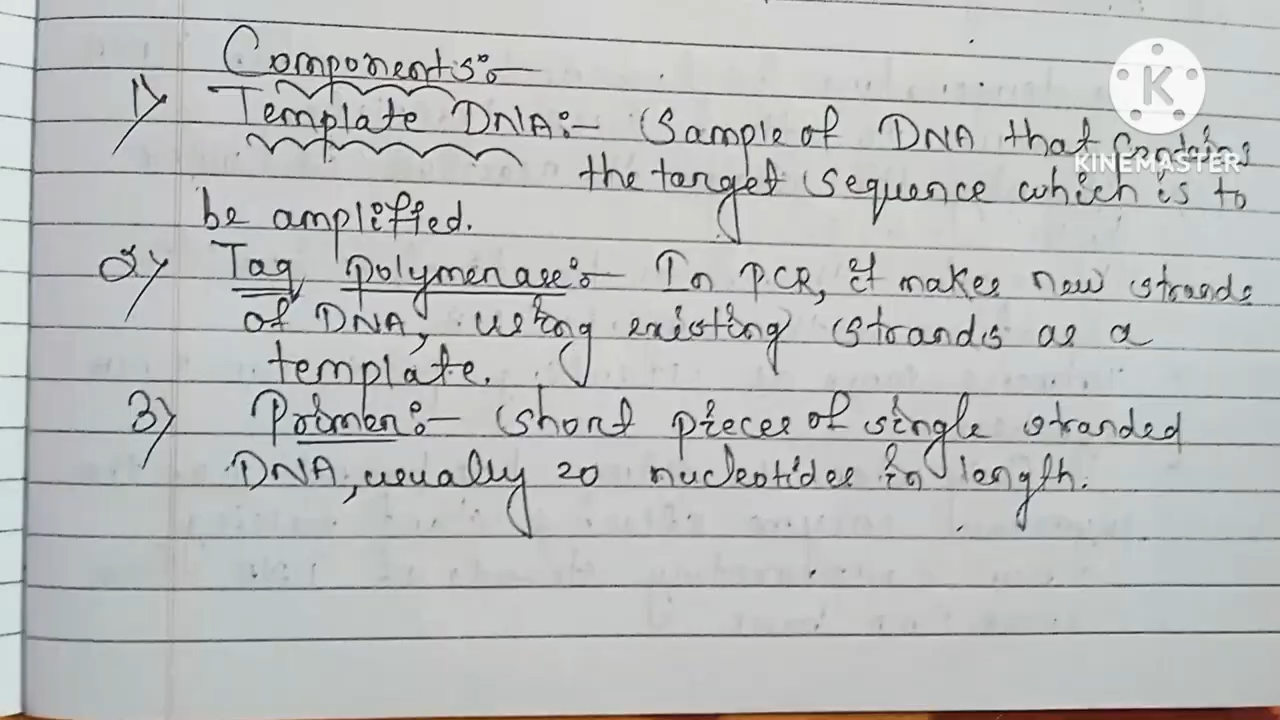 Components:-
1) Template DNA:- Sample of DNA that contains
the target sequence which is to
be amplified.
2) Taq polymerase:- In PCR, it makes new strands
of DNA, using existing strands as a
template.
3) Primer:- short pieces of single stranded
DNA, usually 20 nucleotides in length.
K
KINEMASTER